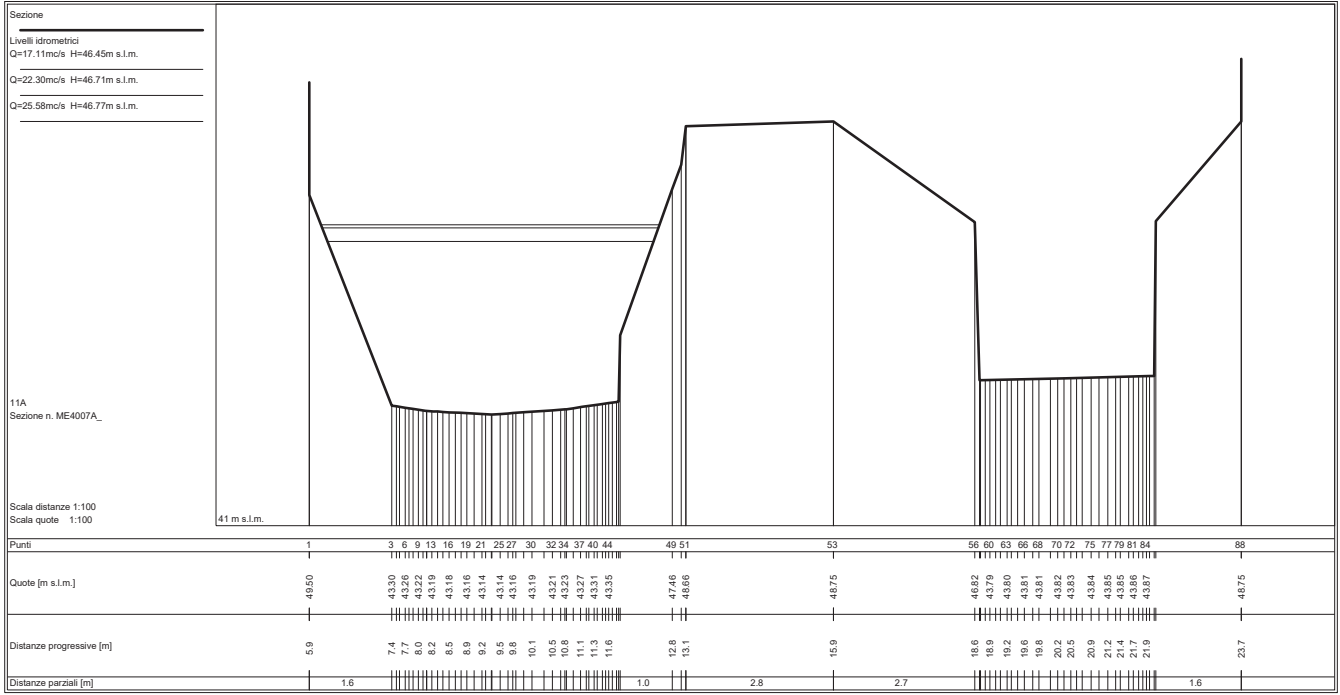 Sezione
Livelli idrometrici
Q=17.11mc/s H=46.45m s.l.m.
Q=22.30mc/s H=46.71m s.l.m.
Q=25.58mc/s H=46.77m s.l.m.
11A
Sezione n. ME4007A_
Scala distanze 1:100
Scala quote 1:100
41 m s.l.m.
Punti 1 3 6 9 13 16 19 21 25 27 30 32 34 37 40 44 49 51 53 56 60 63 66 68 70 72 75 77 79 81 84 88
Quote [m s.l.m.] 49.60 43.30 43.26 43.22 43.19 43.18 43.16 43.14 43.14 43.16 43.19 43.21 43.23 43.27 43.31 43.35 47.46 48.66 48.75 46.82 43.79 43.80 43.81 43.81 43.82 43.83 43.84 43.85 43.85 43.86 43.87 48.75
Distanze progressive [m] 5.9 7.4 7.7 8.0 8.2 8.5 8.9 9.2 9.5 9.8 10.1 10.5 10.8 11.1 11.3 11.6 12.8 13.1 15.9 18.6 18.9 19.2 19.6 19.8 20.2 20.5 20.9 21.2 21.4 21.7 21.9 23.7
Distanze parziali [m] 1.6 1.0 2.8 2.7 1.6